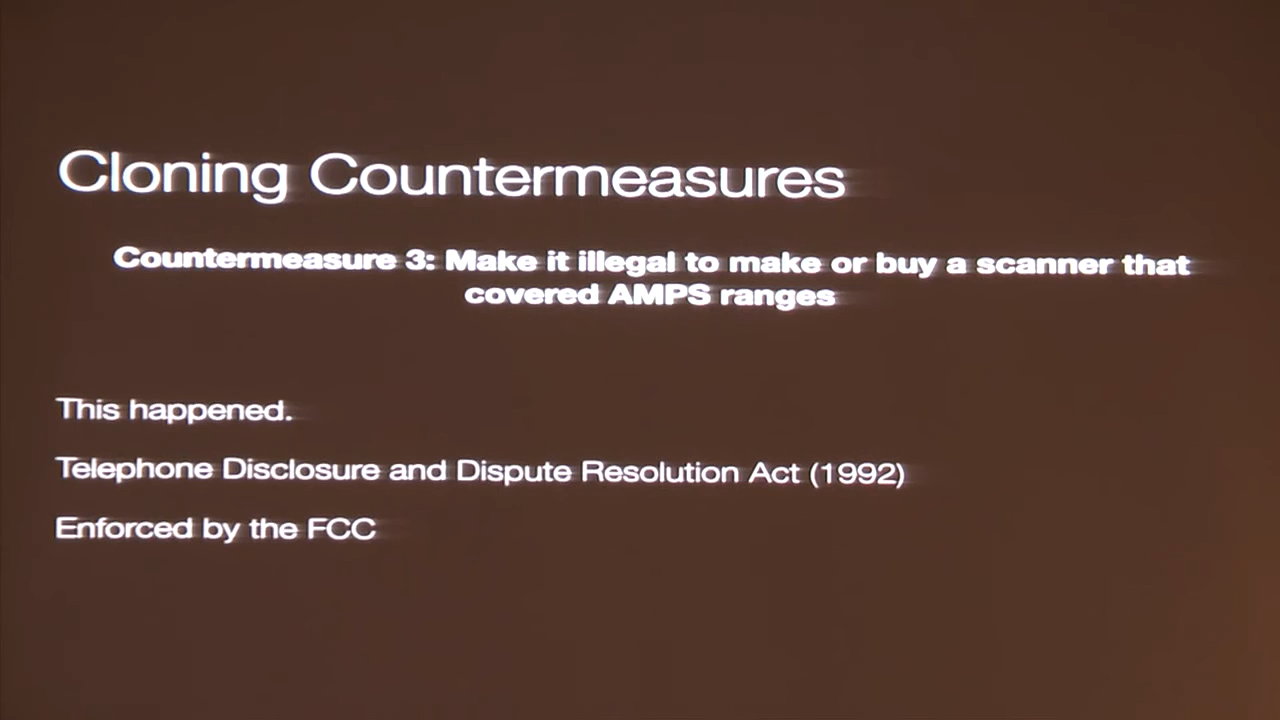 Cloning Countermeasures
Countermeasure 3: Make it illegal to make or buy a scanner that
covered AMPS ranges
This happened.
Telephone Disclosure and Dispute Resolution Act (1992)
Enforced by the FCC